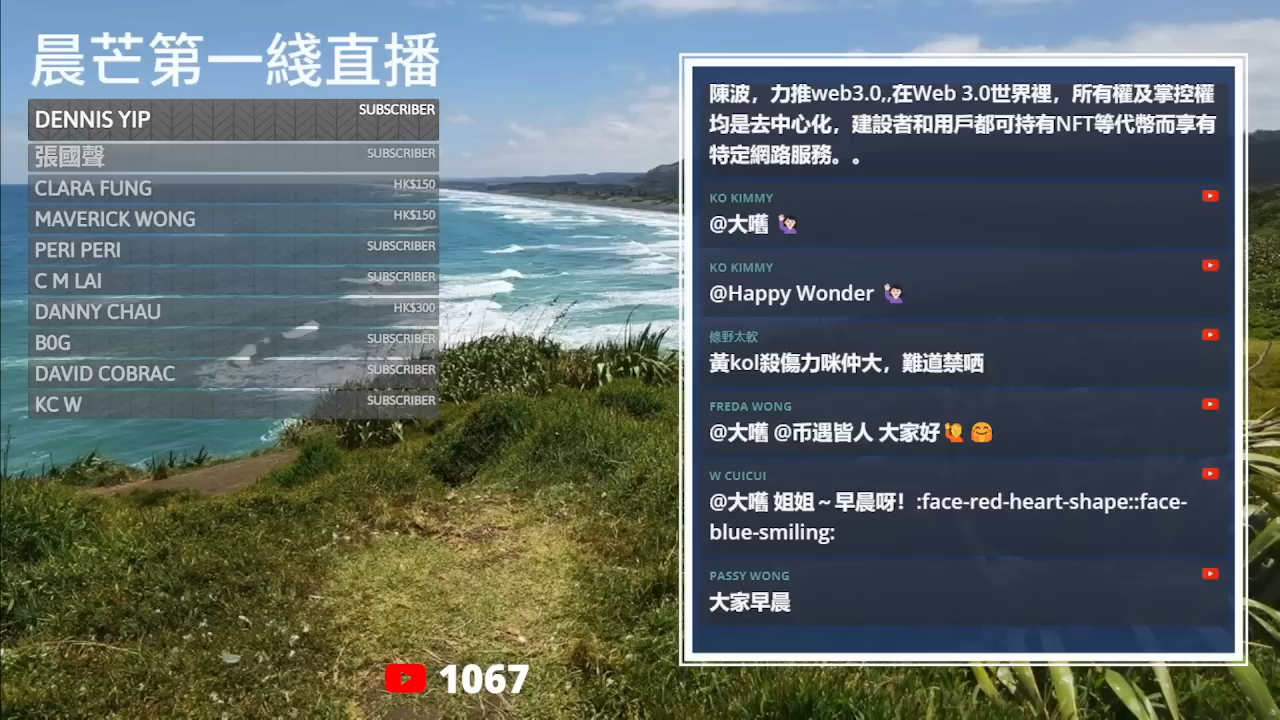 晨芒第一綫直播
DENNIS YIP SUBSCRIBER
張國聲 SUBSCRIBER
CLARA FUNG HK$150
MAVERICK WONG HK$150
PERI PERI SUBSCRIBER
C M LAI SUBSCRIBER
DANNY CHAU HK$300
B0G SUBSCRIBER
DAVID COBRAC SUBSCRIBER
KC W SUBSCRIBER
1067
陳波，力推web3.0,,在Web 3.0世界裡，所有權及掌控權
均是去中心化，建設者和用戶都可持有NFT等代幣而享有
特定網路服務。。
KO KIMMY
@大嚿 🙋🏻‍♀️
KO KIMMY
@Happy Wonder 🙋🏻‍♀️
條野太軟
黃kol殺傷力咪仲大，難道禁哂
FREDA WONG
@大嚿 @币遇皆人 大家好🙋 🤗
W CUICUI
@大嚿 姐姐～早晨呀！:face-red-heart-shape::face-
blue-smiling:
PASSY WONG
大家早晨